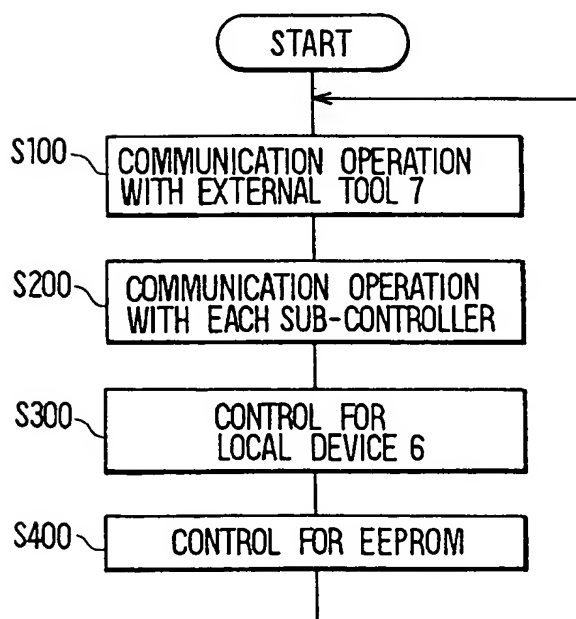 START
S100
COMMUNICATION OPERATION
WITH EXTERNAL TOOL 7
S200
COMMUNICATION OPERATION
WITH EACH SUB-CONTROLLER
S300
CONTROL FOR
LOCAL DEVICE 6
S400
CONTROL FOR EEPROM